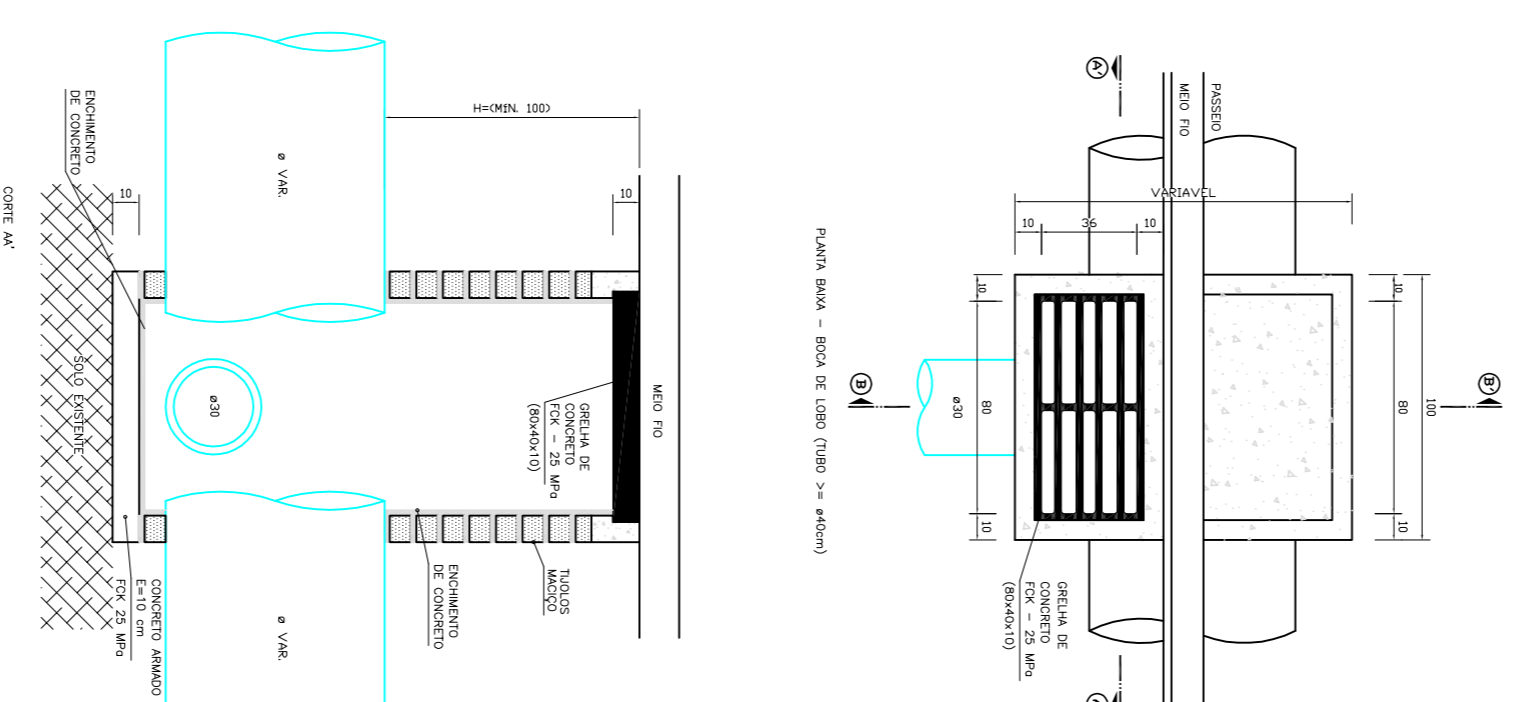 A'
MEIO FIO
PASSEIO
VARIAVEL
10
36
10
10
80
10
10
80
10
100
B
B'
ø30
GRELHA DE
CONCRETO
FCK - 25 MPa
(80x40x10)
PLANTA BAIXA - BOCA DE LOBO (TUBO >= ø40cm)
H=(MÍN. 100)
10
10
MEIO FIO
ø VAR.
ø VAR.
ø30
ENCHIMENTO
DE CONCRETO
GRELHA DE
CONCRETO
FCK - 25 MPa
(80x40x10)
TIJOLOS
MACIÇO
ENCHIMENTO
DE CONCRETO
CONCRETO ARMADO
E=10 cm
FCK 25 MPa
SOLO EXISTENTE
CORTE AA'